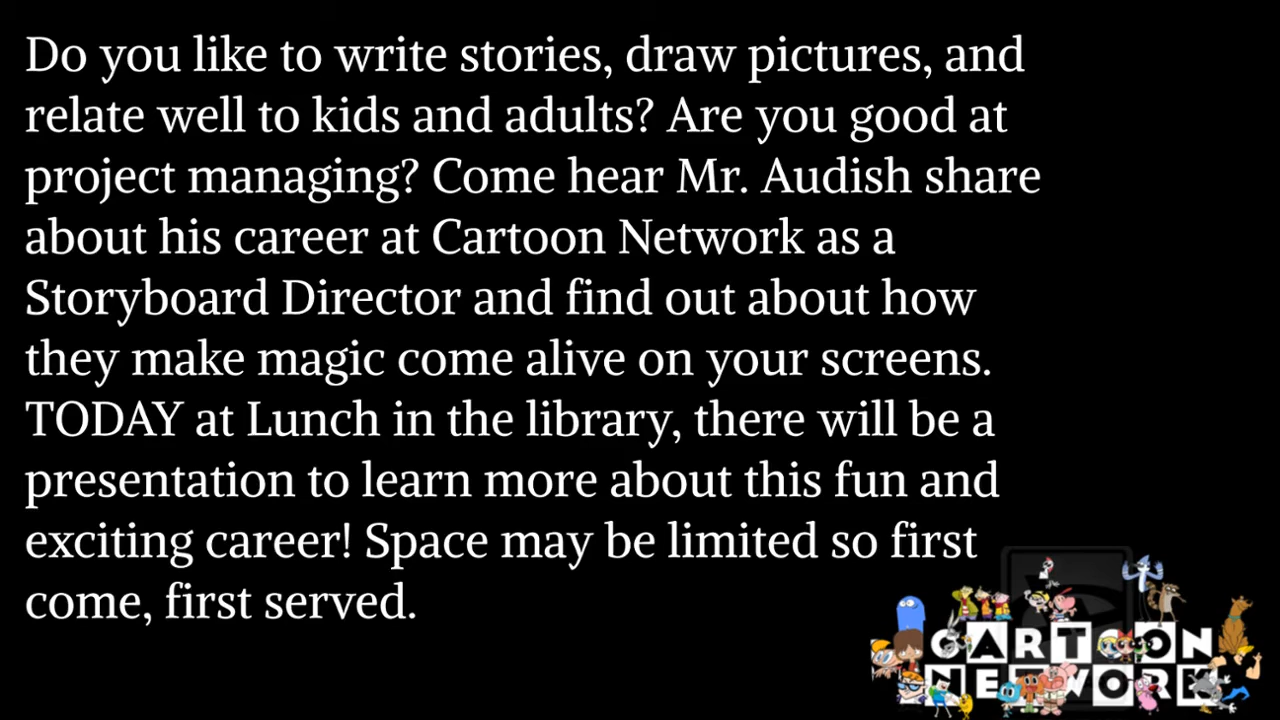 Do you like to write stories, draw pictures, and
relate well to kids and adults? Are you good at
project managing? Come hear Mr. Audish share
about his career at Cartoon Network as a
Storyboard Director and find out about how
they make magic come alive on your screens.
TODAY at Lunch in the library, there will be a
presentation to learn more about this fun and
exciting career! Space may be limited so first
come, first served.
CARTOON
NETWORK